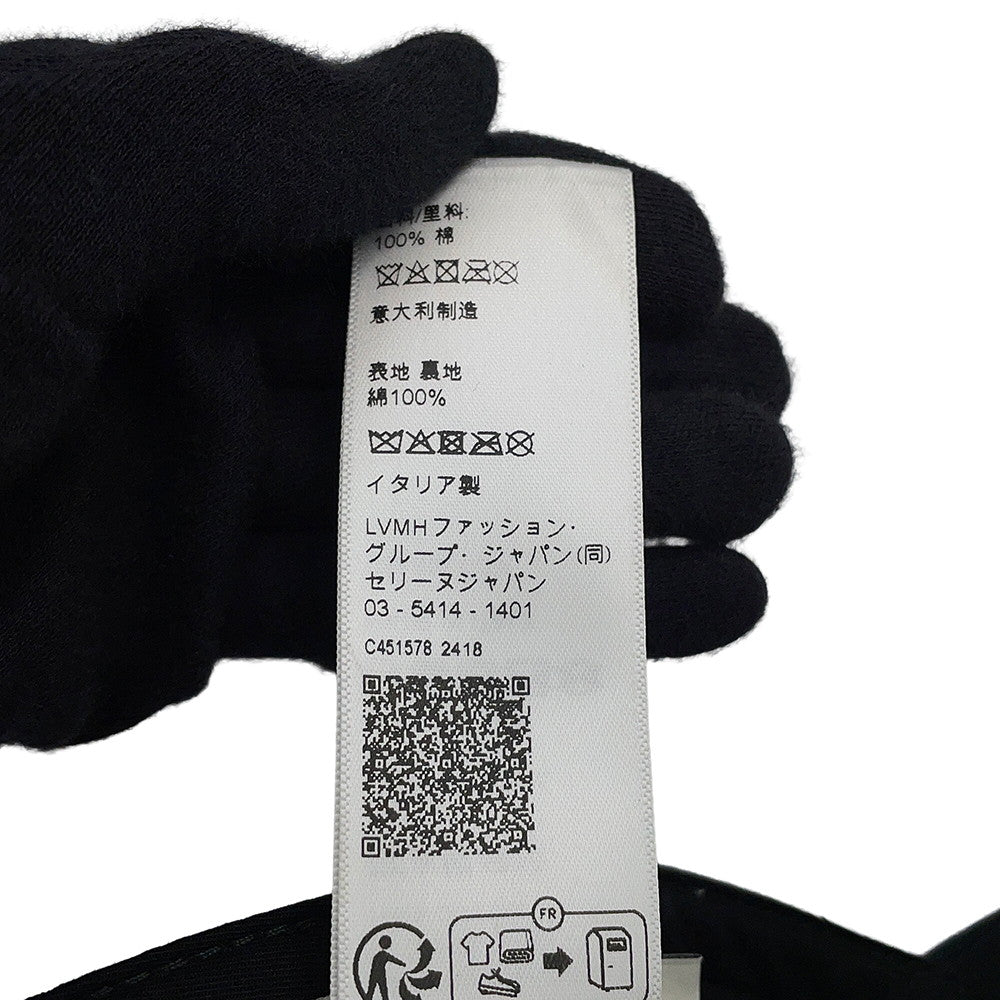 面料/里料:
100% 棉
意大利制造
表地 裏地
綿100%
イタリア製
LVMHファッション・
グループ・ジャパン(同)
セリーヌジャパン
03 - 5414 - 1401
C451578 2418
FR